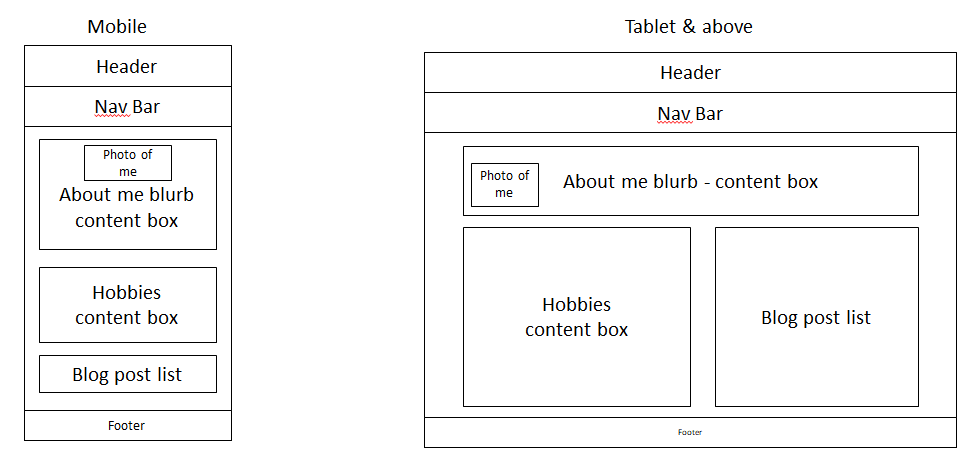 Mobile
Header
Nav Bar
Photo of
me
About me blurb
content box
Hobbies
content box
Blog post list
Footer
Tablet & above
Header
Nav Bar
Photo of
me
About me blurb - content box
Hobbies
content box
Blog post list
Footer